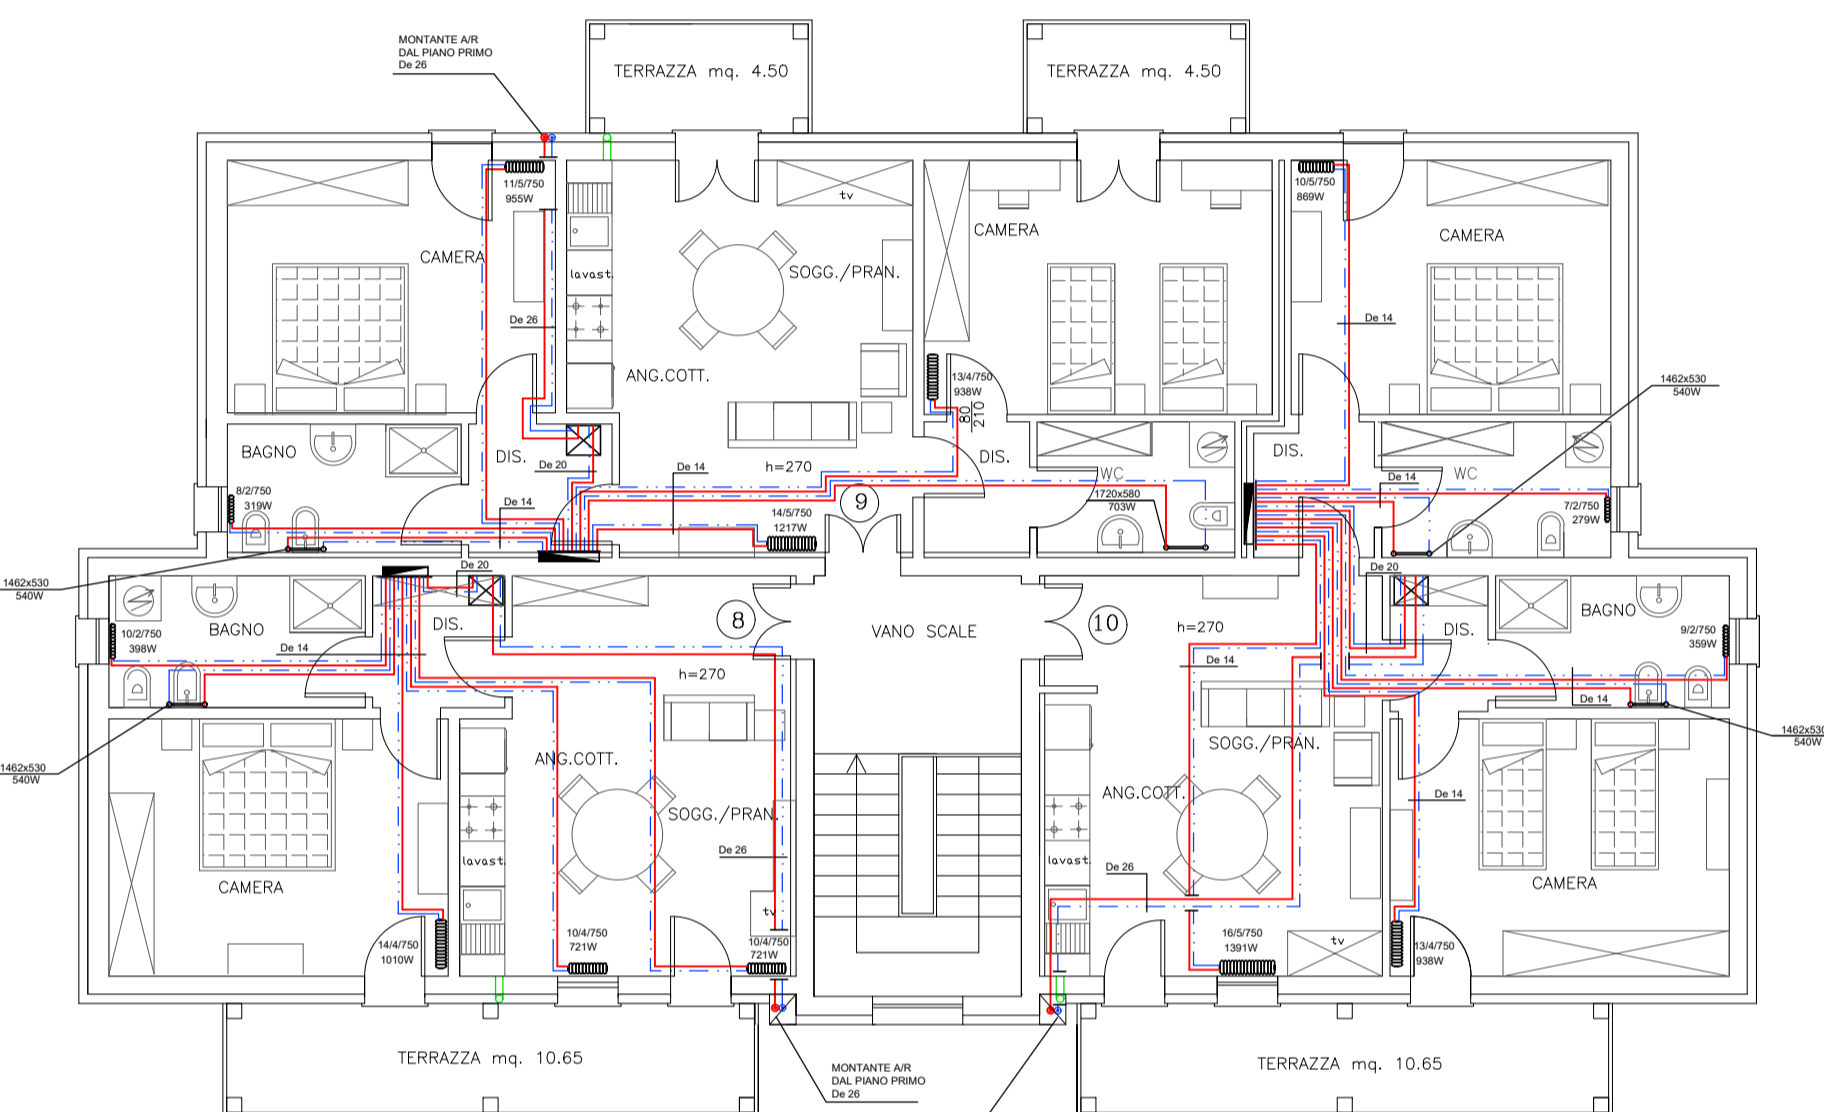 MONTANTE A/R
DAL PIANO PRIMO
De 26
TERRAZZA mq. 4.50
TERRAZZA mq. 4.50
11/5/750
955W
tv
10/5/750
869W
CAMERA
CAMERA
CAMERA
SOGG./PRAN.
lavast.
De 26
De 14
ANG.COTT.
13/4/750
938W
80
210
1462x530
540W
BAGNO
DIS.
De 20
De 14
h=270
DIS.
WC
DIS.
De 14
WC
8/2/750
319W
De 14
9
1720x580
703W
14/5/750
1217W
7/2/750
279W
1462x530
540W
De 20
De 20
10/2/750
398W
BAGNO
De 14
DIS.
8
VANO SCALE
10
h=270
De 14
DIS.
BAGNO
9/2/750
359W
h=270
De 14
1462x530
540W
1462x530
540W
ANG.COTT.
SOGG./PRAN.
SOGG./PRAN.
ANG.COTT.
De 14
De 26
lavast.
lavast.
De 26
CAMERA
CAMERA
tv
tv
14/4/750
1010W
10/4/750
721W
10/4/750
721W
16/5/750
1391W
13/4/750
938W
TERRAZZA mq. 10.65
MONTANTE A/R
DAL PIANO PRIMO
De 26
TERRAZZA mq. 10.65